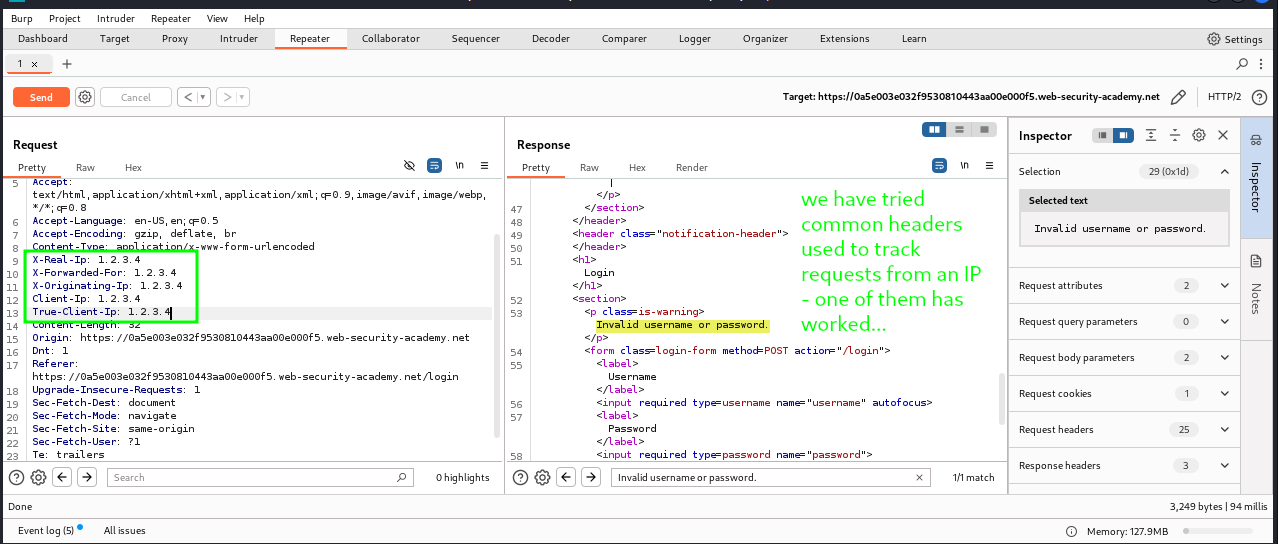 Burp Project Intruder Repeater View Help
Dashboard Target Proxy Intruder Repeater Collaborator Sequencer Decoder Comparer Logger Organizer Extensions Learn Settings
1 × +
Send Cancel < > Target: https://0a5e003e032f9530810443aa00e000f5.web-security-academy.net HTTP/2
Request
Pretty Raw Hex \n
5 Accept:
text/html,application/xhtml+xml,application/xml;q=0.9,image/avif,image/webp,
*/*;q=0.8
6 Accept-Language: en-US,en;q=0.5
7 Accept-Encoding: gzip, deflate, br
8 Content-Type: application/x-www-form-urlencoded
9 X-Real-Ip: 1.2.3.4
10 X-Forwarded-For: 1.2.3.4
11 X-Originating-Ip: 1.2.3.4
12 Client-Ip: 1.2.3.4
13 True-Client-Ip: 1.2.3.4
14 Content-Length: 32
15 Origin: https://0a5e003e032f9530810443aa00e000f5.web-security-academy.net
16 Dnt: 1
17 Referer:
https://0a5e003e032f9530810443aa00e000f5.web-security-academy.net/login
18 Upgrade-Insecure-Requests: 1
19 Sec-Fetch-Dest: document
20 Sec-Fetch-Mode: navigate
21 Sec-Fetch-Site: same-origin
22 Sec-Fetch-User: ?1
23 Te: trailers
Search 0 highlights
Response
Pretty Raw Hex Render \n
|
</p>
47 </section>
48 </header>
49 <header class="notification-header">
50 </header>
51 <h1>
Login
</h1>
52 <section>
53 <p class=is-warning>
Invalid username or password.
</p>
54 <form class=login-form method=POST action="/login">
55 <label>
Username
</label>
56 <input required type=username name="username" autofocus>
57 <label>
Password
</label>
58 <input required type=password name="password">
we have tried
common headers
used to track
requests from an IP
- one of them has
worked...
Invalid username or password. × 1/1 match
Inspector
Selection 29 (0x1d)
Selected text
Invalid username or password.
Request attributes 2
Request query parameters 0
Request body parameters 2
Request cookies 1
Request headers 25
Response headers 3
Inspector
Notes
Done 3,249 bytes | 94 millis
Event log (5) All issues Memory: 127.9MB